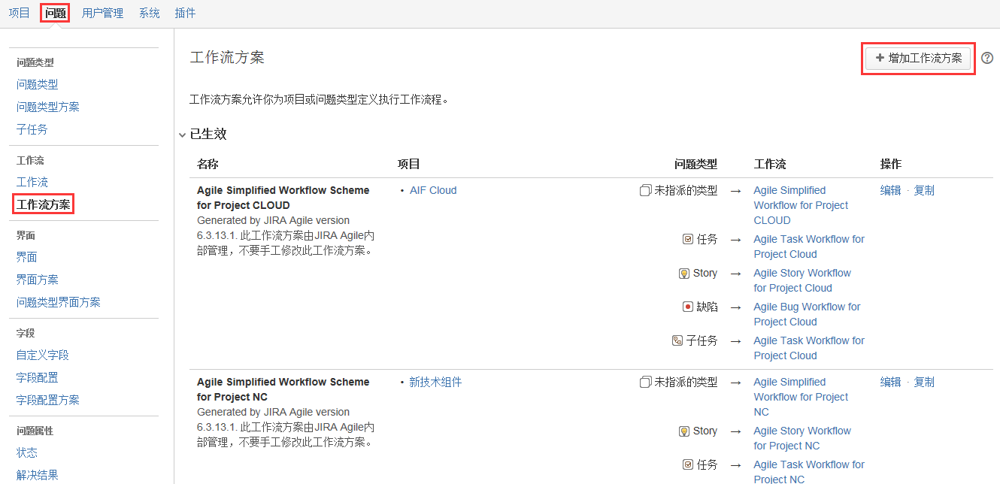 项目 问题 用户管理 系统 插件
问题类型
问题类型
问题类型方案
子任务
工作流
工作流
工作流方案
界面
界面
界面方案
问题类型界面方案
字段
自定义字段
字段配置
字段配置方案
问题属性
状态
解决结果
工作流方案
+ 增加工作流方案 ?
工作流方案允许你为项目或问题类型定义执行工作流程。
已生效
名称 项目 问题类型 工作流 操作
Agile Simplified Workflow Scheme
for Project CLOUD
Generated by JIRA Agile version
6.3.13.1. 此工作流方案由JIRA Agile内
部管理，不要手工修改此工作流方案。
• AIF Cloud
未指派的类型 → Agile Simplified
Workflow for Project
CLOUD
任务 → Agile Task Workflow for
Project Cloud
Story → Agile Story Workflow
for Project Cloud
缺陷 → Agile Bug Workflow for
Project Cloud
子任务 → Agile Task Workflow for
Project Cloud
编辑 · 复制
Agile Simplified Workflow Scheme
for Project NC
Generated by JIRA Agile version
6.3.13.1. 此工作流方案由JIRA Agile内
部管理，不要手工修改此工作流方案。
• 新技术组件
未指派的类型 → Agile Simplified
Workflow for Project
NC
Story → Agile Story Workflow
for Project NC
任务 → Agile Task Workflow for
Project NC
编辑 · 复制